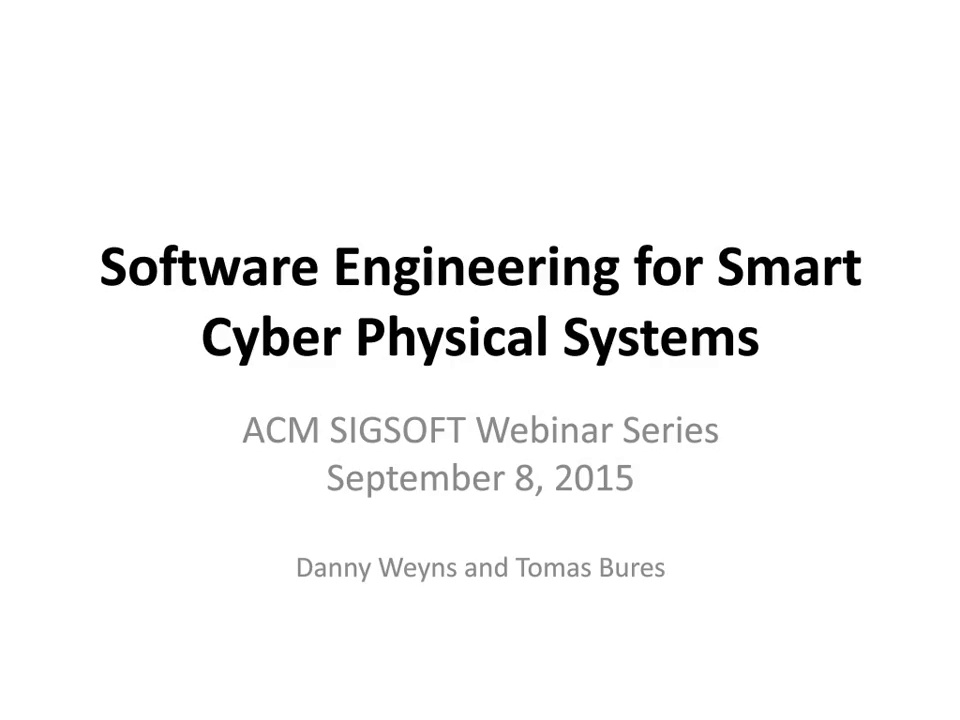 Software Engineering for Smart
Cyber Physical Systems
ACM SIGSOFT Webinar Series
September 8, 2015
Danny Weyns and Tomas Bures